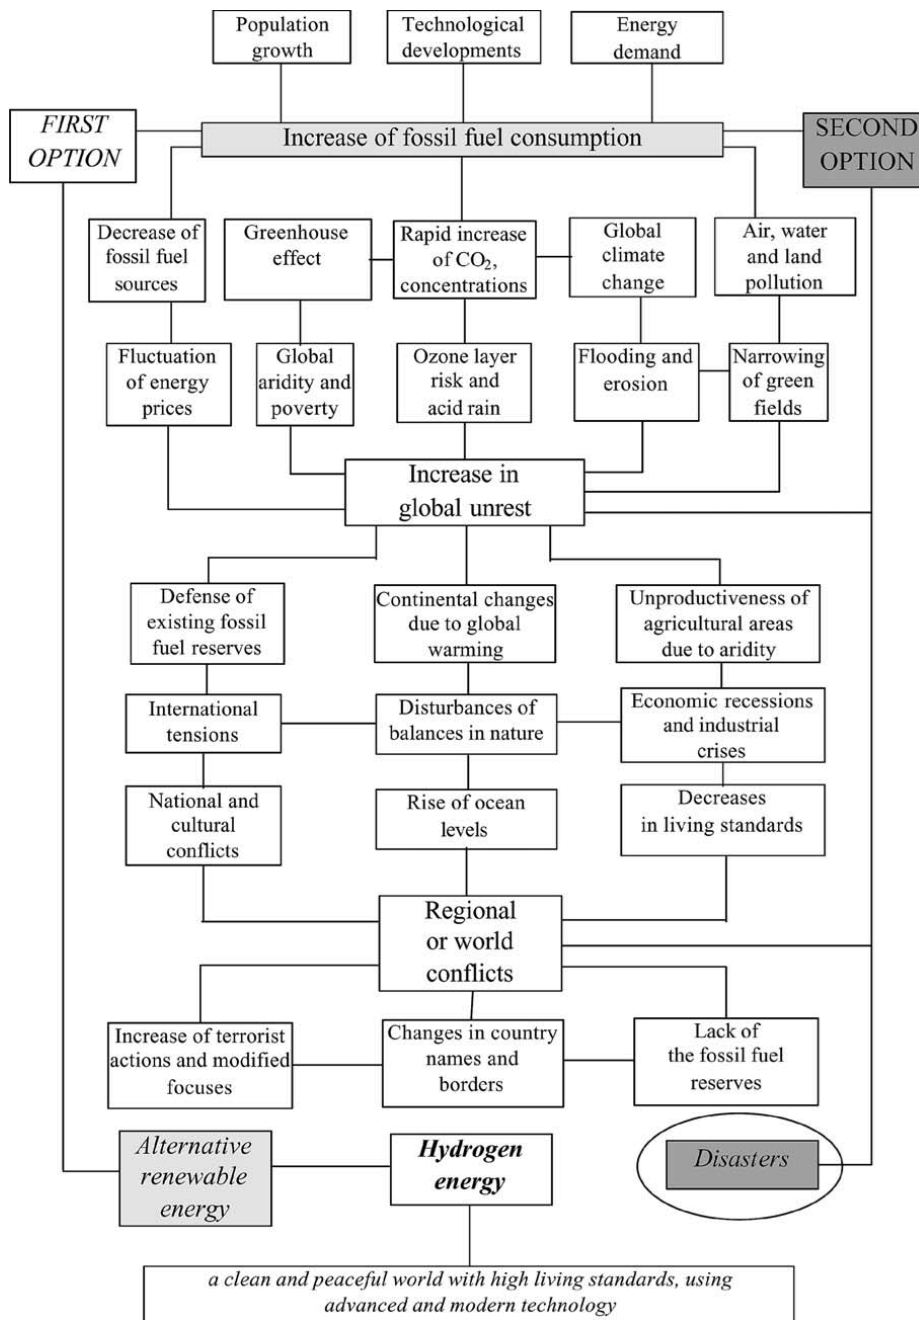 Population
growth
Technological
developments
Energy
demand
FIRST
OPTION
Increase of fossil fuel consumption
SECOND
OPTION
Decrease of
fossil fuel
sources
Greenhouse
effect
Rapid increase
of CO₂,
concentrations
Global
climate
change
Air, water
and land
pollution
Fluctuation
of energy
prices
Global
aridity and
poverty
Ozone layer
risk and
acid rain
Flooding and
erosion
Narrowing
of green
fields
Increase in
global unrest
Defense of
existing fossil
fuel reserves
Continental changes
due to global
warming
Unproductiveness of
agricultural areas
due to aridity
International
tensions
Disturbances of
balances in nature
Economic recessions
and industrial
crises
National and
cultural
conflicts
Rise of ocean
levels
Decreases
in living standards
Regional
or world
conflicts
Increase of terrorist
actions and modified
focuses
Changes in country
names and
borders
Lack of
the fossil fuel
reserves
Alternative
renewable
energy
Hydrogen
energy
Disasters
a clean and peaceful world with high living standards, using
advanced and modern technology